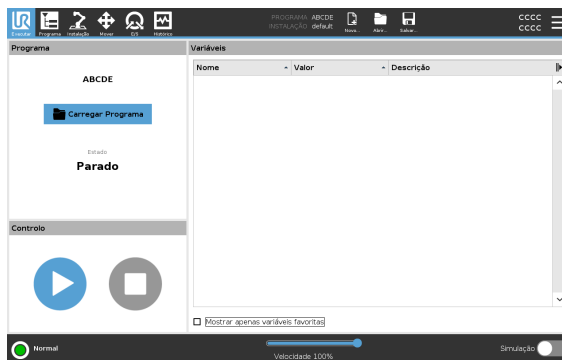 UR
Executar Programa Instalação Mover E/S Histórico
PROGRAMA ABCDE
INSTALAÇÃO default
Novo... Abrir... Salvar...
CCCC
CCCC
Programa
Variáveis
ABCDE
Carregar Programa
Estado
Parado
Nome Valor Descrição
Controlo
Mostrar apenas variáveis favoritas
Normal
Velocidade 100%
Simulação